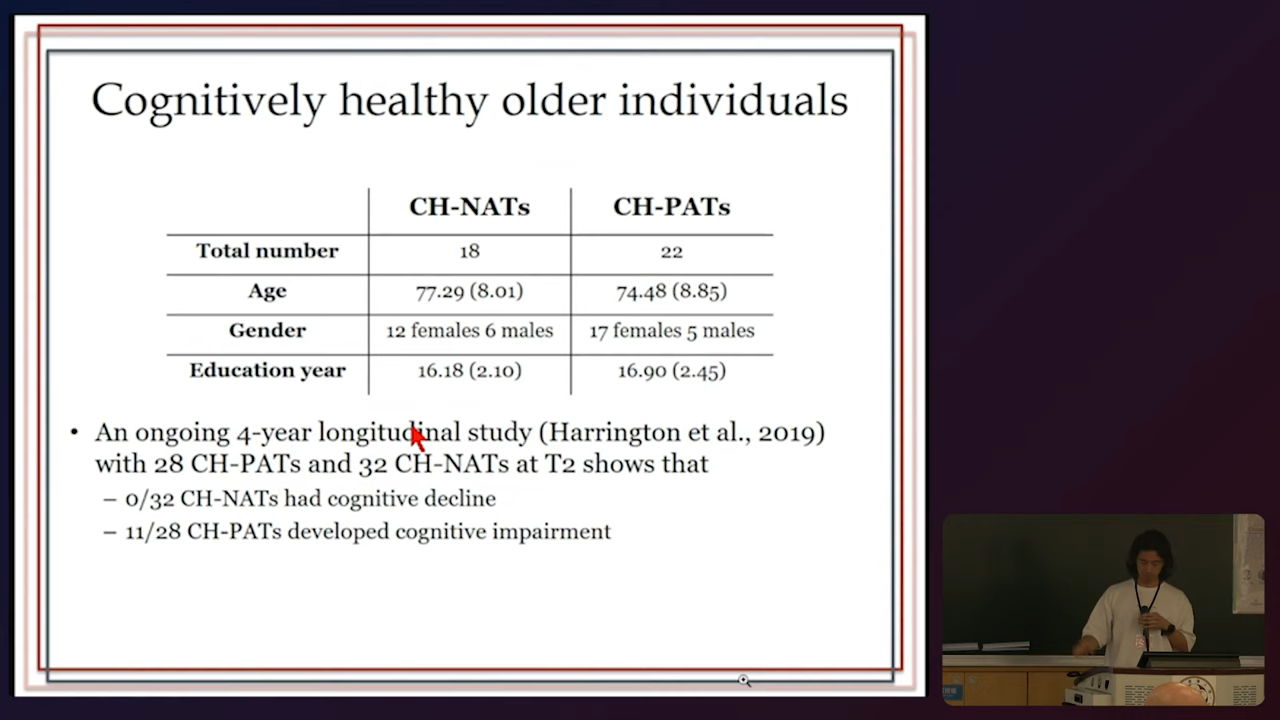 Cognitively healthy older individuals
CH-NATs CH-PATs
Total number 18 22
Age 77.29 (8.01) 74.48 (8.85)
Gender 12 females 6 males 17 females 5 males
Education year 16.18 (2.10) 16.90 (2.45)
• An ongoing 4-year longitudinal study (Harrington et al., 2019)
with 28 CH-PATs and 32 CH-NATs at T2 shows that
– 0/32 CH-NATs had cognitive decline
– 11/28 CH-PATs developed cognitive impairment